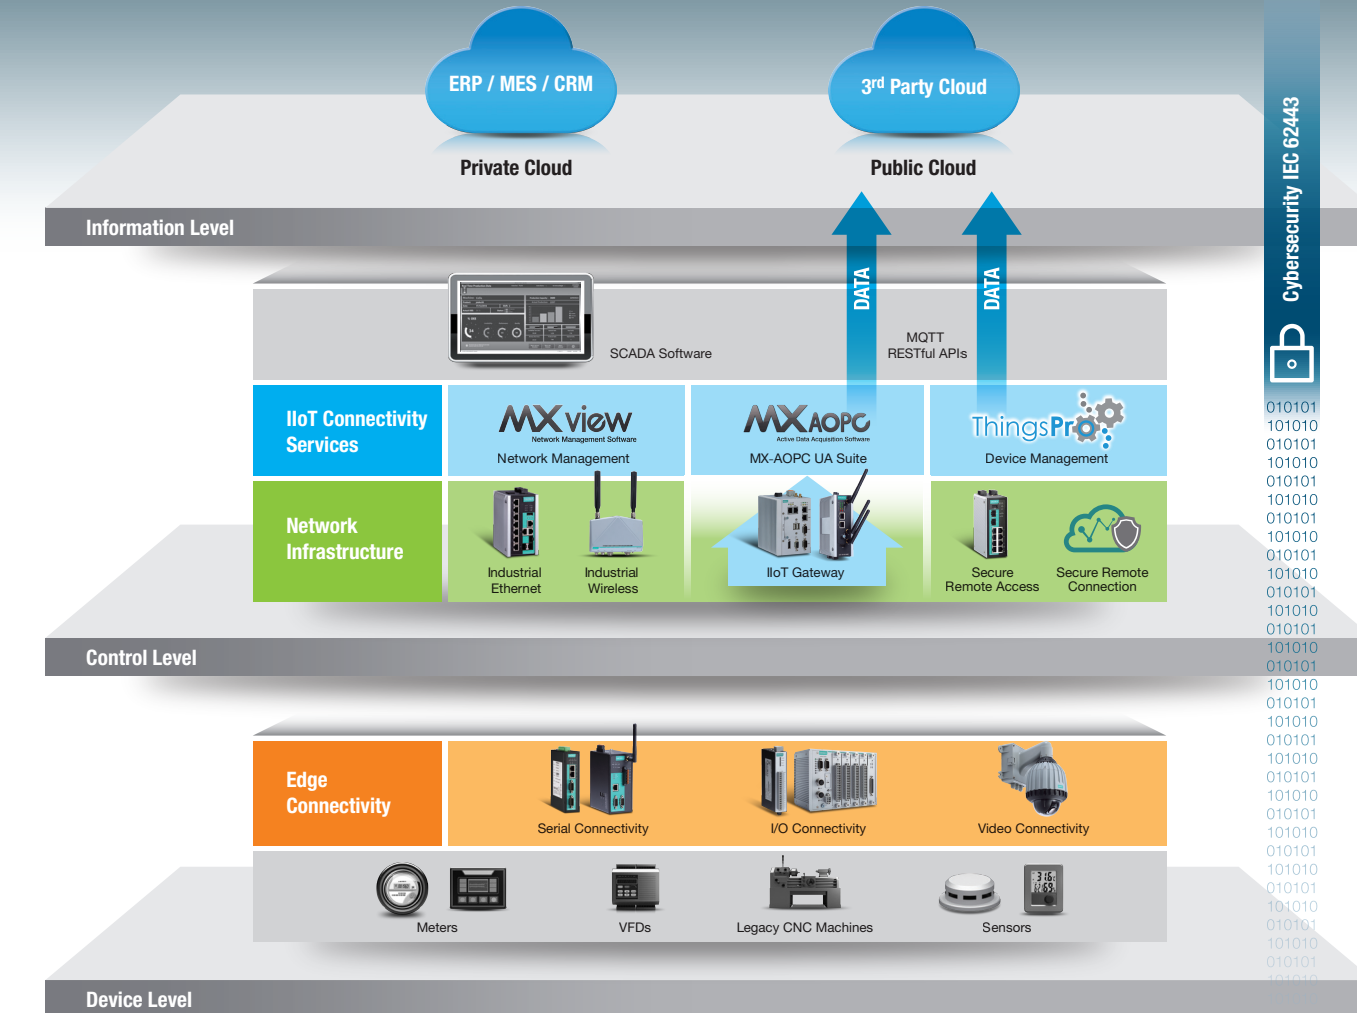 ERP / MES / CRM
3rd Party Cloud
Private Cloud
Public Cloud
Information Level
Cybersecurity IEC 62443
DATA
DATA
SCADA Software
MQTT
RESTful APIs
IIoT Connectivity
Services
MXview
Network Management Software
Network Management
MXAOPC
Active Data Acquisition Software
MX-AOPC UA Suite
ThingsPro
Device Management
Network
Infrastructure
Industrial
Ethernet
Industrial
Wireless
IIoT Gateway
Secure
Remote Access
Secure Remote
Connection
Control Level
Edge
Connectivity
Serial Connectivity
I/O Connectivity
Video Connectivity
Meters
VFDs
Legacy CNC Machines
Sensors
Device Level
010101
101010
010101
101010
010101
101010
010101
101010
010101
101010
010101
101010
010101
101010
010101
101010
010101
101010
010101
101010
010101
101010
010101
101010
010101
101010
010101
101010
010101
101010
010101
101010